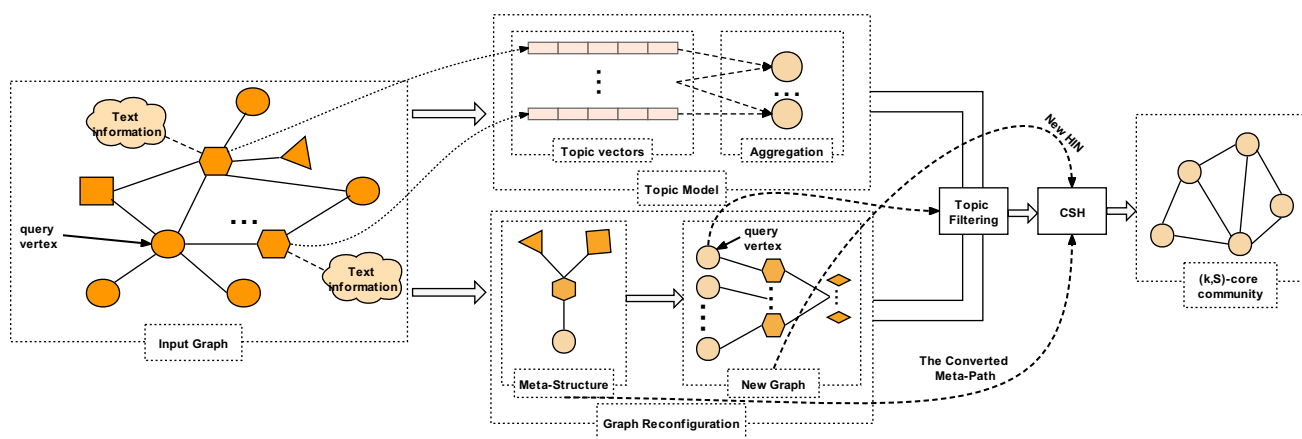 Text
information
query
vertex
...
Text
information
Input Graph
Topic vectors
Aggregation
Topic Model
query
vertex
Meta-Structure
New Graph
Graph Reconfiguration
New HIN
Topic
Filtering
CSH
The Converted
Meta-Path
(k,S)-core
community